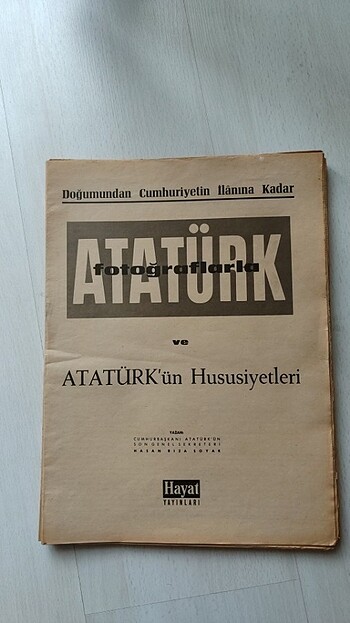 Doğumundan Cumhuriyetin İlânına Kadar
ATATÜRK
fotoğraflarla
ve
ATATÜRK'ün Hususiyetleri
YAZAN:
CUMHURBAŞKANI ATATÜRK'ÜN
SON GENEL SEKRETERİ
HASAN RIZA SOYAK
Hayat
YAYINLARI